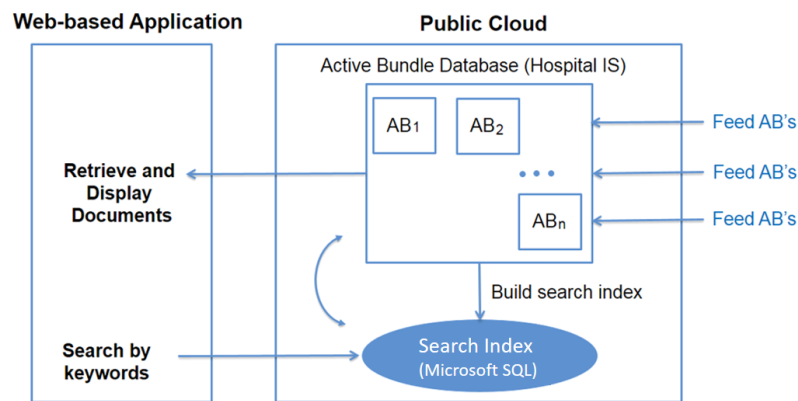 Web-based Application
Public Cloud
Active Bundle Database (Hospital IS)
AB1
AB2
Feed AB's
Retrieve and
Display
Documents
...
Feed AB's
ABn
Feed AB's
Build search index
Search by
keywords
Search Index
(Microsoft SQL)